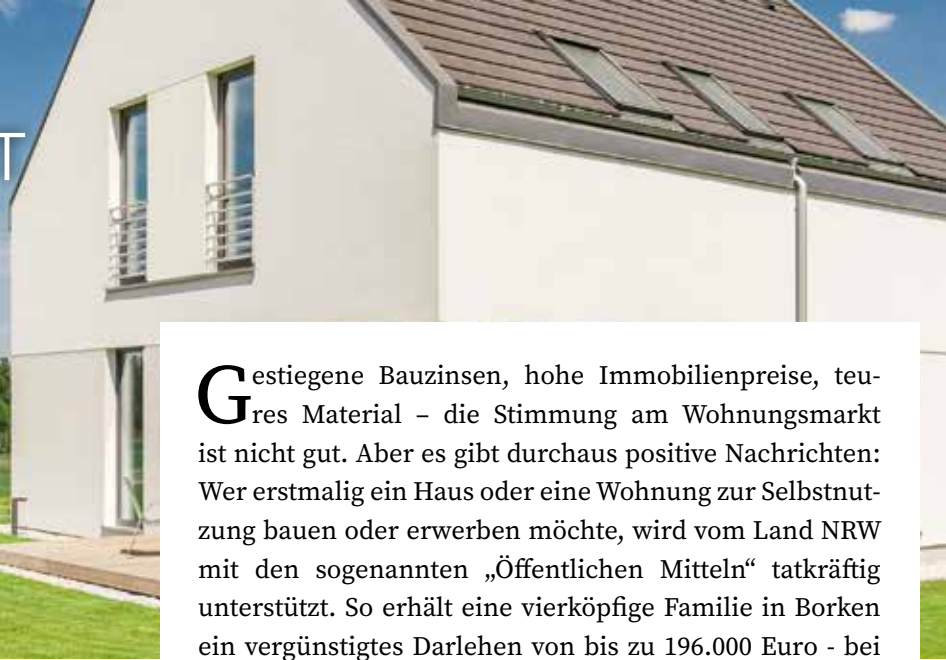 T
Gestiegene Bauzinsen, hohe Immobilienpreise, teu-
res Material – die Stimmung am Wohnungsmarkt
ist nicht gut. Aber es gibt durchaus positive Nachrichten:
Wer erstmalig ein Haus oder eine Wohnung zur Selbstnut-
zung bauen oder erwerben möchte, wird vom Land NRW
mit den sogenannten „Öffentlichen Mitteln“ tatkräftig
unterstützt. So erhält eine vierköpfige Familie in Borken
ein vergünstigtes Darlehen von bis zu 196.000 Euro - bei